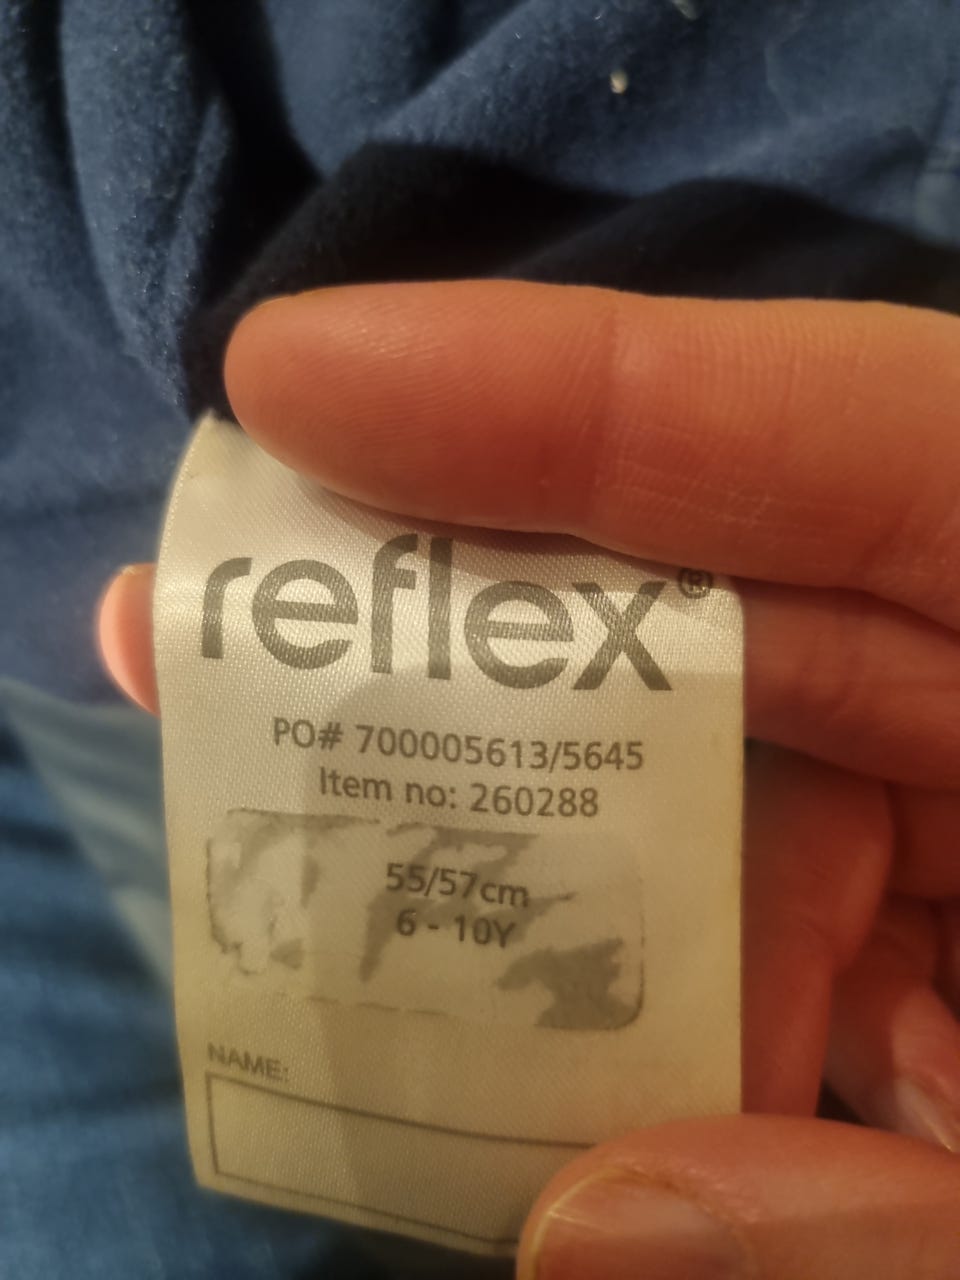 reflex®
PO# 700005613/5645
Item no: 260288
55/57cm
6 - 10Y
NAME: